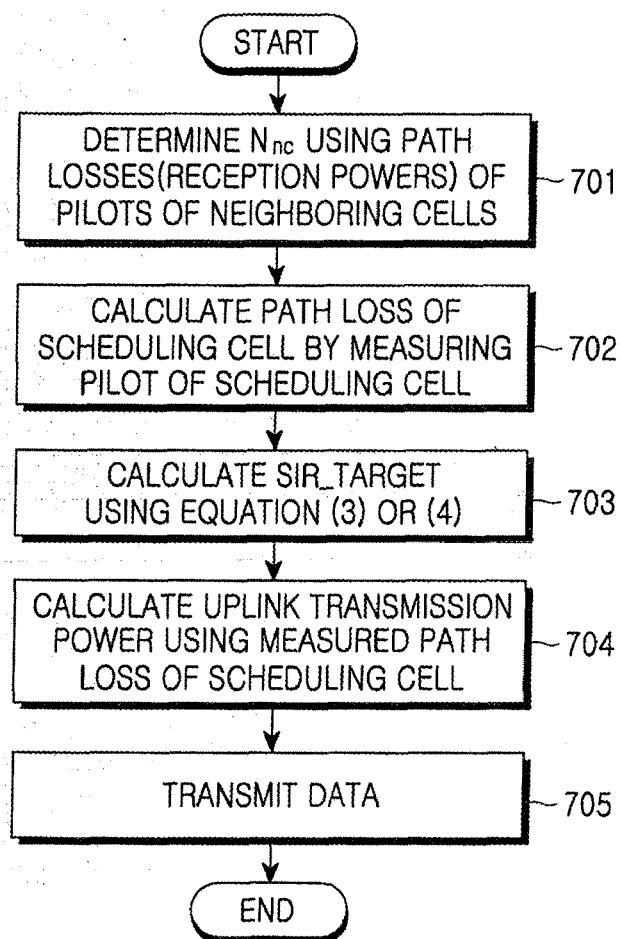 START
DETERMINE Nnc USING PATH
LOSSES(RECEPTION POWERS) OF
PILOTS OF NEIGHBORING CELLS
701
CALCULATE PATH LOSS OF
SCHEDULING CELL BY MEASURING
PILOT OF SCHEDULING CELL
702
CALCULATE SIR_TARGET
USING EQUATION (3) OR (4)
703
CALCULATE UPLINK TRANSMISSION
POWER USING MEASURED PATH
LOSS OF SCHEDULING CELL
704
TRANSMIT DATA
705
END